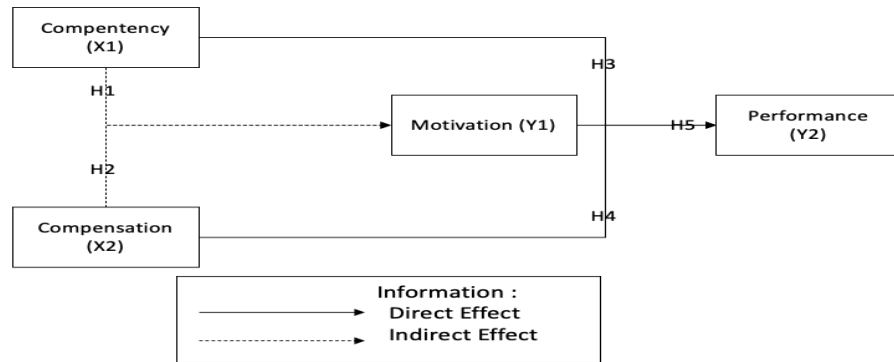 Compentency
(X1)
H3
H1
Motivation (Y1)
H5
Performance
(Y2)
H2
Compensation
(X2)
H4
Information :
Direct Effect
Indirect Effect